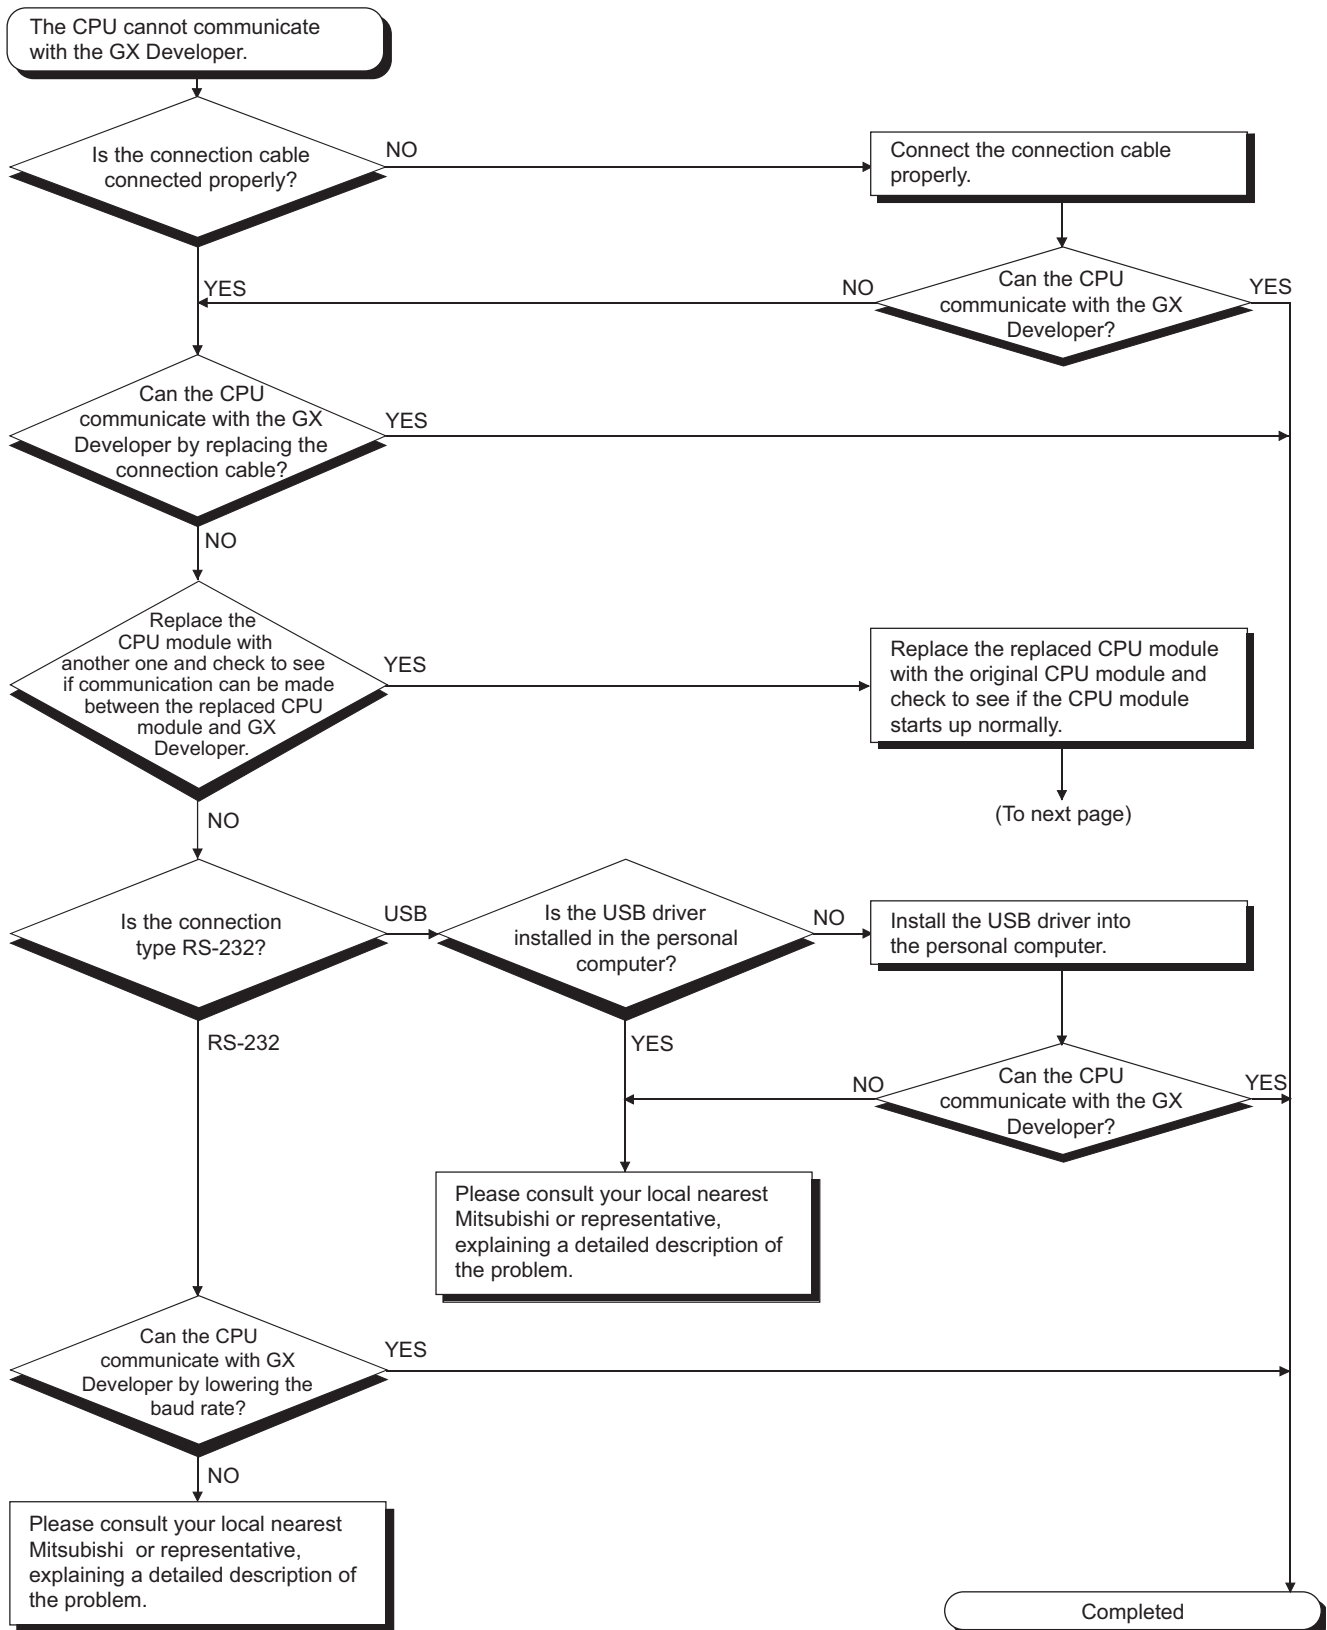 The CPU cannot communicate
with the GX Developer.
Is the connection cable
connected properly?
NO
Connect the connection cable
properly.
YES
NO
Can the CPU
communicate with the GX
Developer?
YES
Can the CPU
communicate with the GX
Developer by replacing the
connection cable?
YES
NO
Replace the
CPU module with
another one and check to see
if communication can be made
between the replaced CPU
module and GX
Developer.
YES
Replace the replaced CPU module
with the original CPU module and
check to see if the CPU module
starts up normally.
(To next page)
NO
Is the connection
type RS-232?
USB
Is the USB driver
installed in the personal
computer?
NO
Install the USB driver into
the personal computer.
RS-232
YES
NO
Can the CPU
communicate with the GX
Developer?
YES
Please consult your local nearest
Mitsubishi or representative,
explaining a detailed description of
the problem.
Can the CPU
communicate with GX
Developer by lowering the
baud rate?
YES
NO
Please consult your local nearest
Mitsubishi  or representative,
explaining a detailed description of
the problem.
Completed